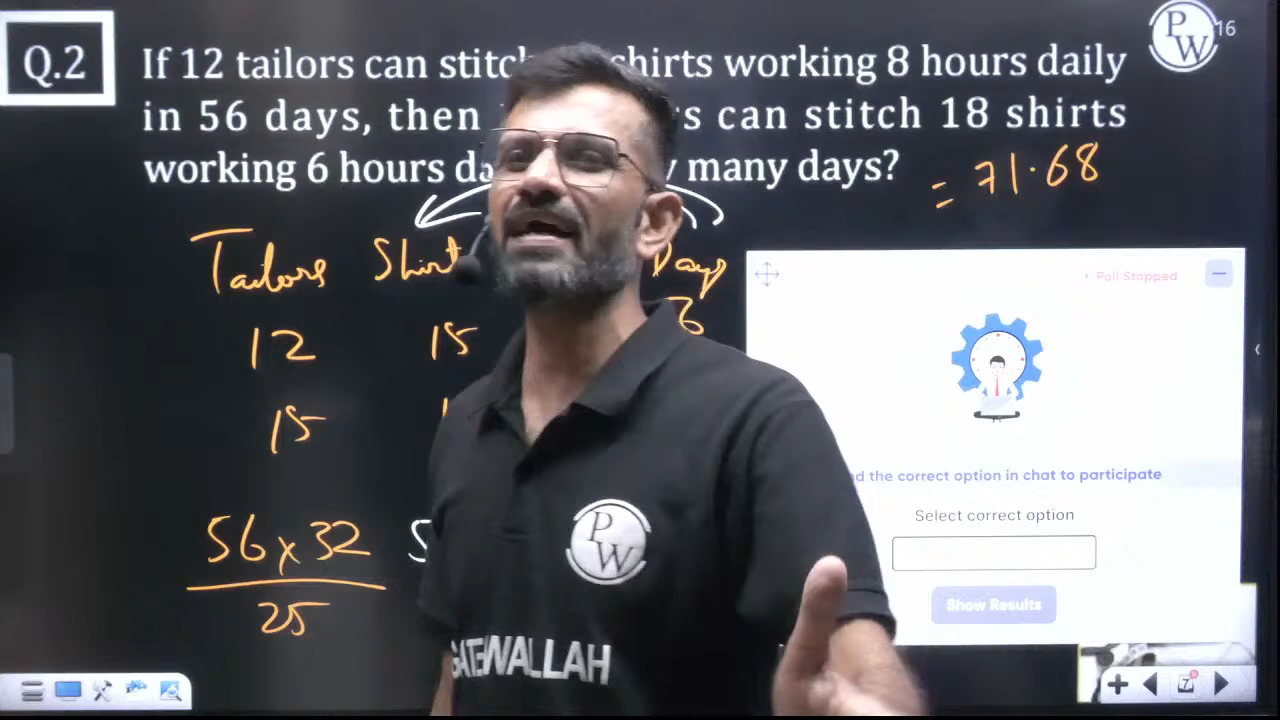 Q.2
If 12 tailors can stitch shirts working 8 hours daily
in 56 days, then can stitch 18 shirts
working 6 hours many days?
PW
16
= 71.68
Tailors Shirt Days
12 15
15
56 x 32
25
Poll Stopped
the correct option in chat to participate
Select correct option
Show Results
PW
GATEWALLAH